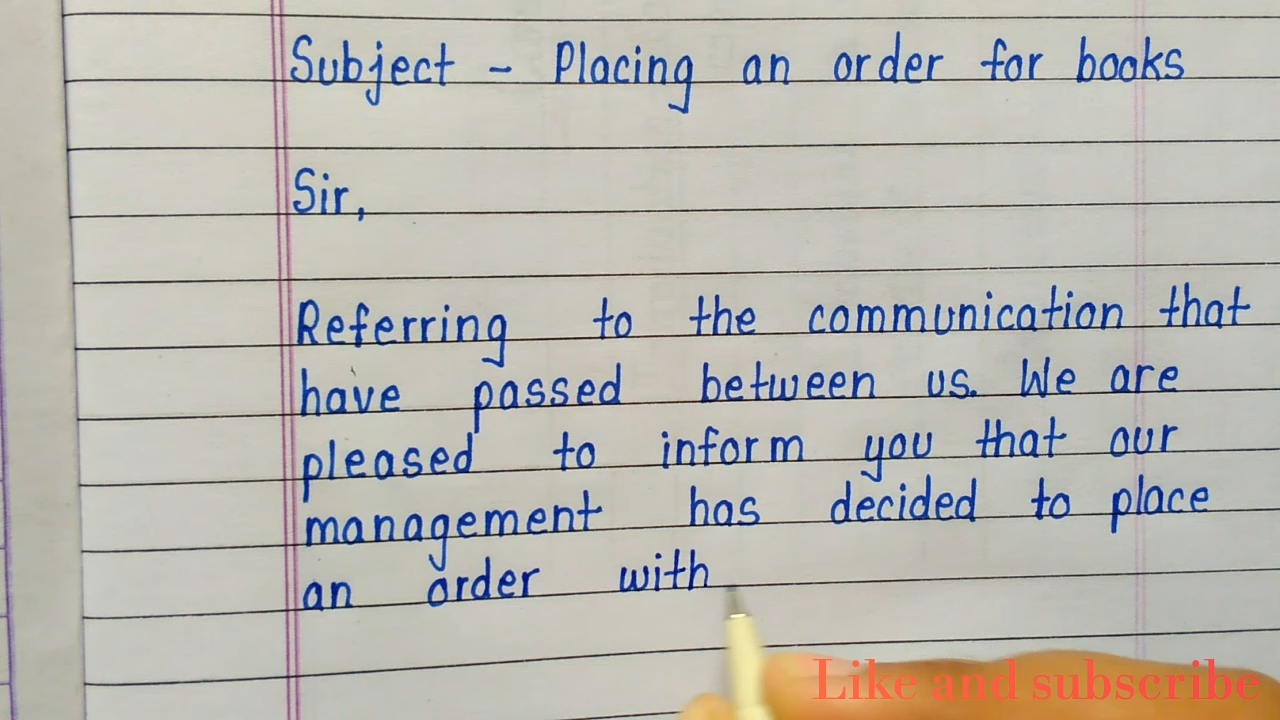 Subject - Placing an order for books
Sir,
Referring to the communication that
have passed between us. We are
pleased to inform you that our
management has decided to place
an order with
Like and subscribe